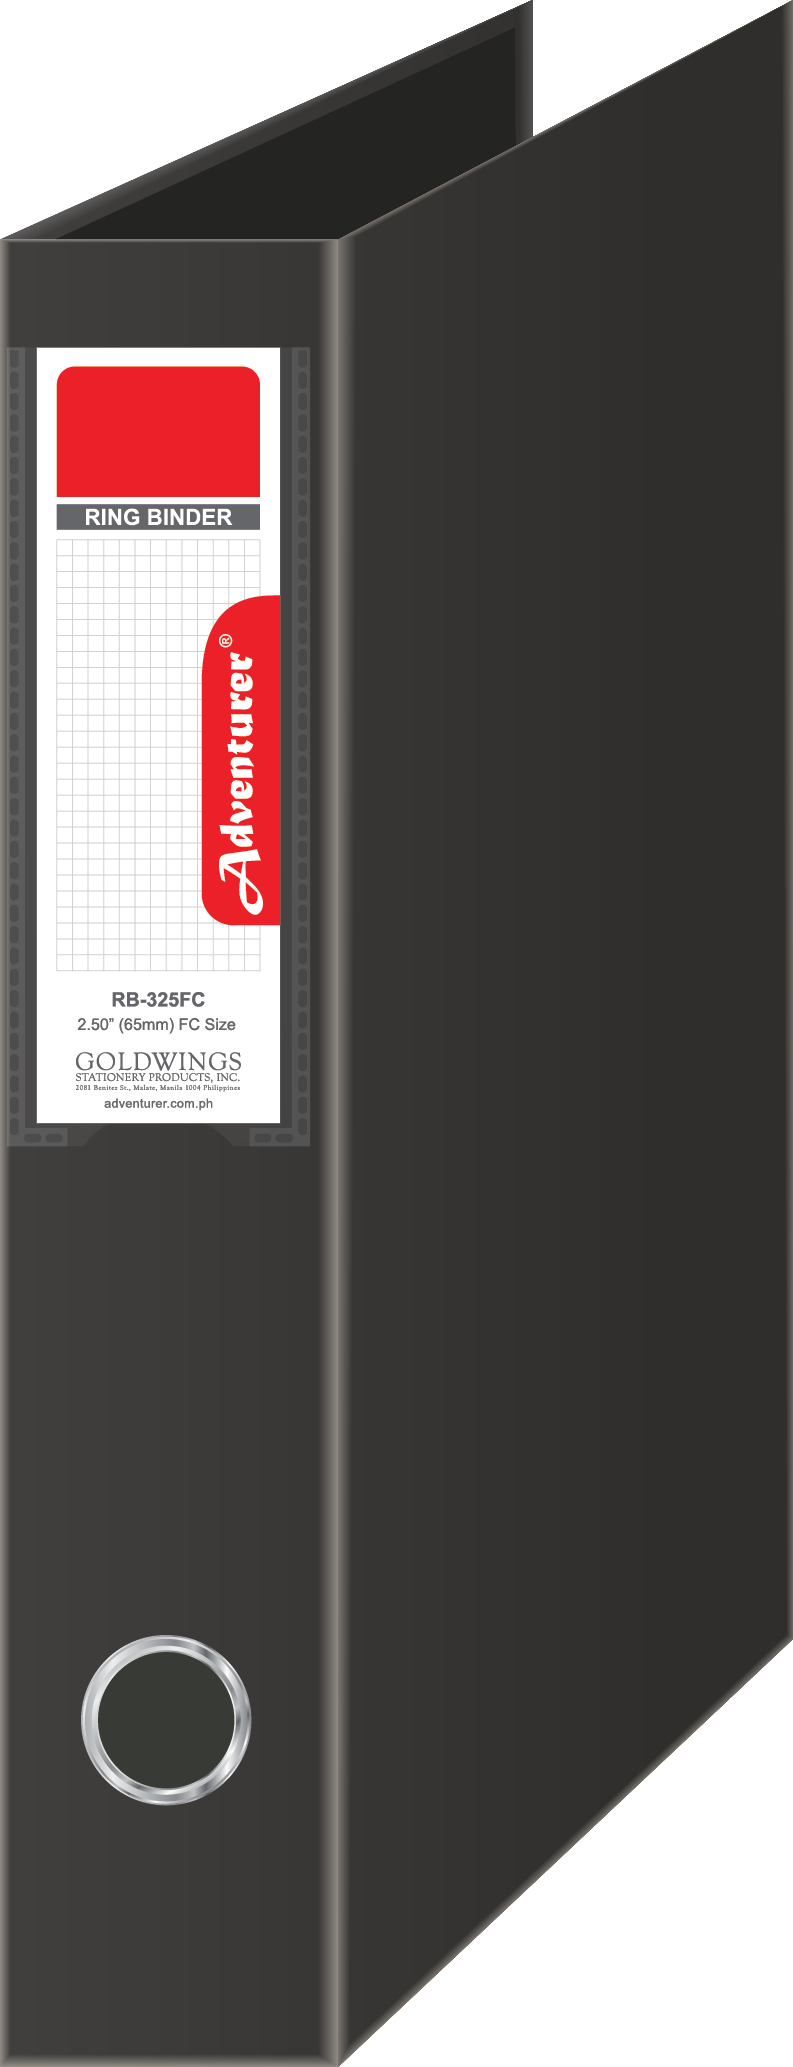 RING BINDER
Adventurer®
RB-325FC
2.50” (65mm) FC Size
GOLDWINGS
STATIONERY PRODUCTS, INC.
2081 Benitez St., Malate, Manila 1004 Philippines
adventurer.com.ph